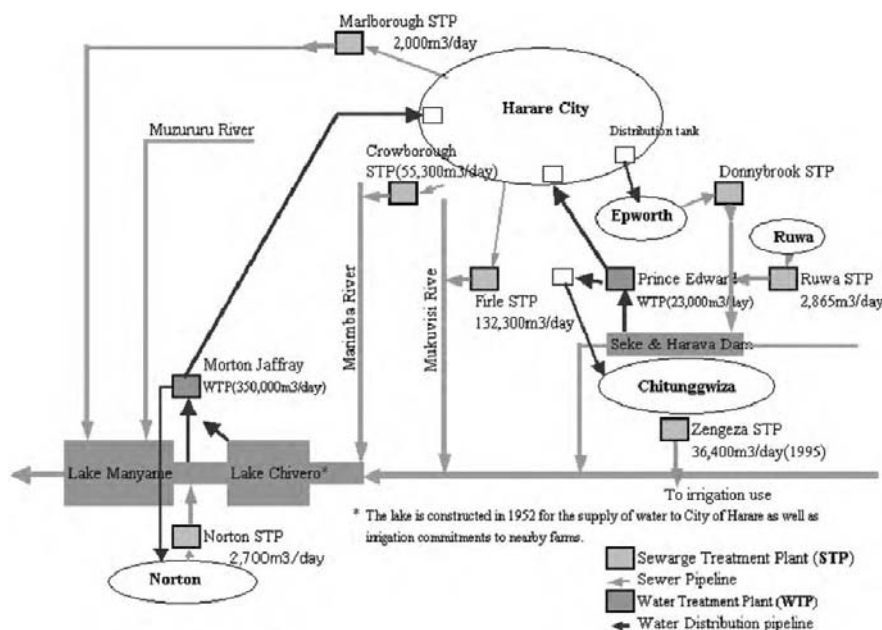 Marlborough STP
2,000m3/day
Harare City
Muzururu River
Distribution tank
Crowborough
STP(55,300m3/day)
Donnybrook STP
Epworth
Ruwa
Prince Edward
WTP(23,000m3/day)
Ruwa STP
2,865m3/day
Firle STP
132,300m3/day
Marimba River
Mukuvisi Rive
Seke & Harava Dam
Morton Jaffray
WTP(350,000m3/day)
Chitunggwiza
Zengeza STP
36,400m3/day(1995)
Lake Manyame
Lake Chivero*
To irrigation use
* The lake is constructed in 1952 for the supply of water to City of Harare as well as
irrigation commitments to nearby farms.
Norton STP
2,700m3/day
Norton
Sewarge Treatment Plant (STP)
Sewer Pipeline
Water Treatment Plant (WTP)
Water Distribution pipeline